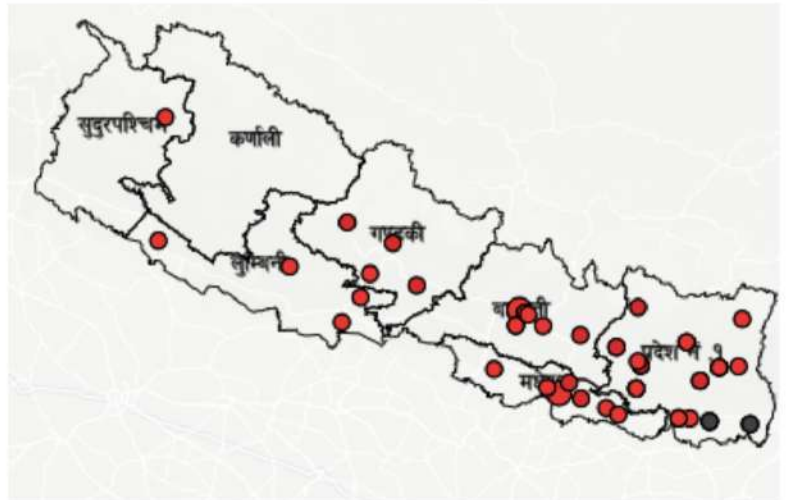 सुदुरपश्चिम
कर्णाली
गण्डकी
लुम्बिनी
प्रदेश नं १